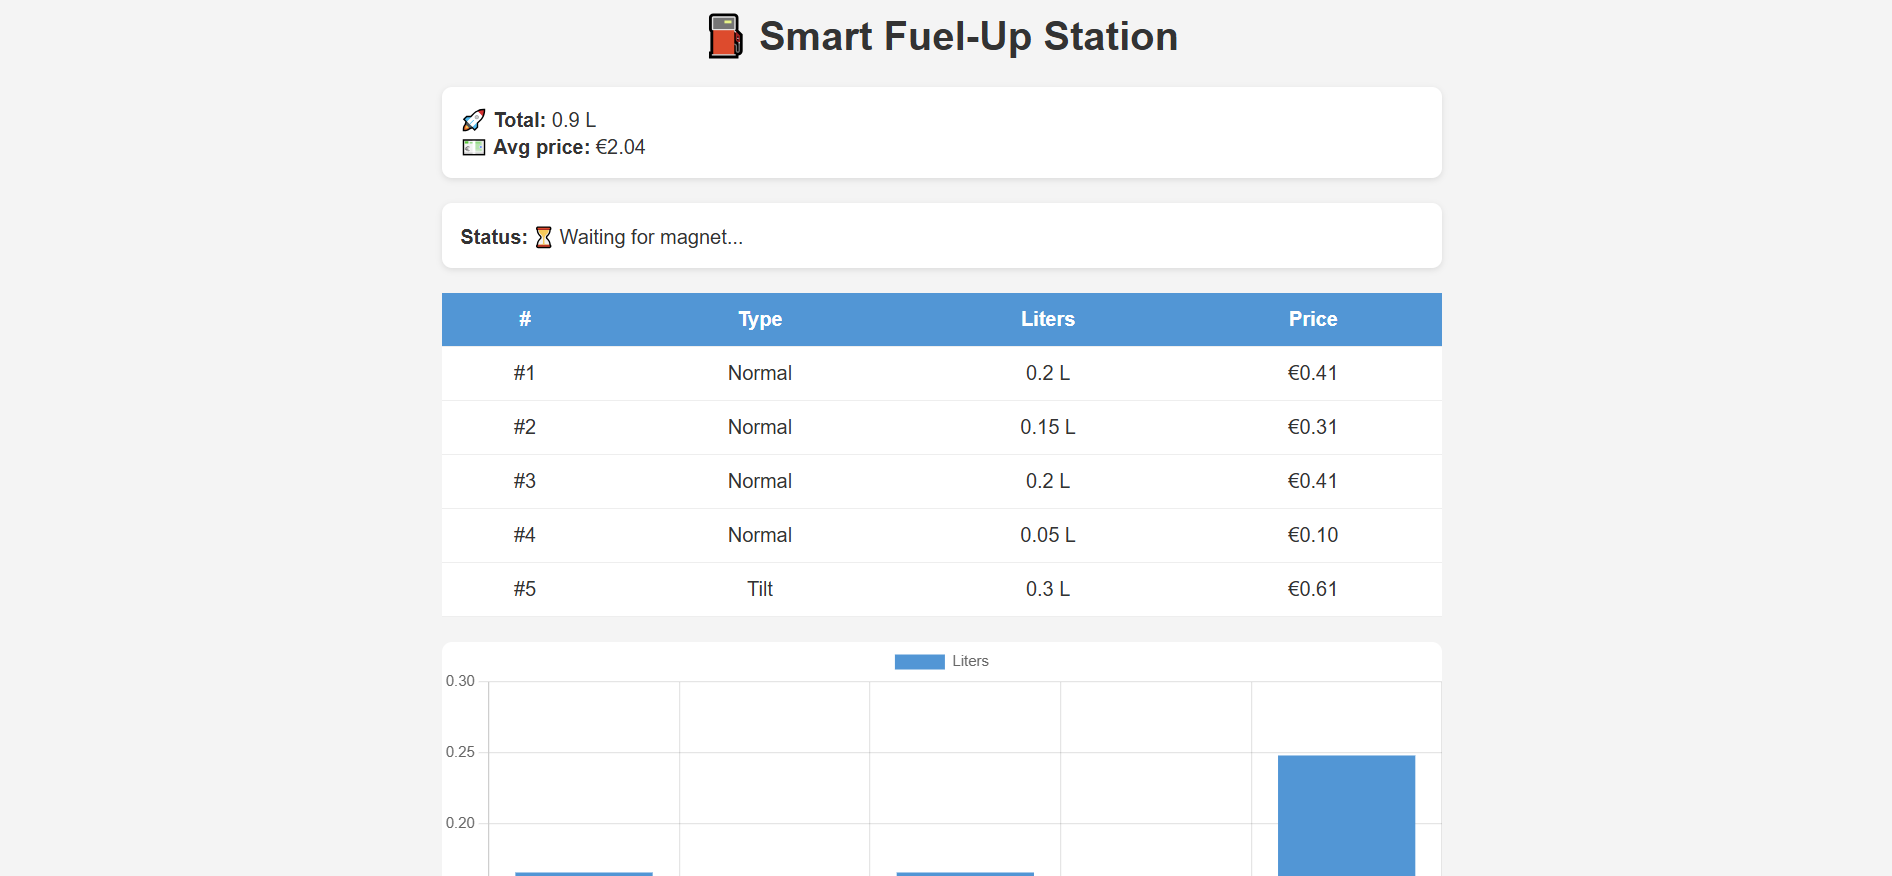 Smart Fuel-Up Station
Total: 0.9 L
Avg price: €2.04
Status: Waiting for magnet...
# Type Liters Price
#1 Normal 0.2 L €0.41
#2 Normal 0.15 L €0.31
#3 Normal 0.2 L €0.41
#4 Normal 0.05 L €0.10
#5 Tilt 0.3 L €0.61
Liters
0.30
0.25
0.20